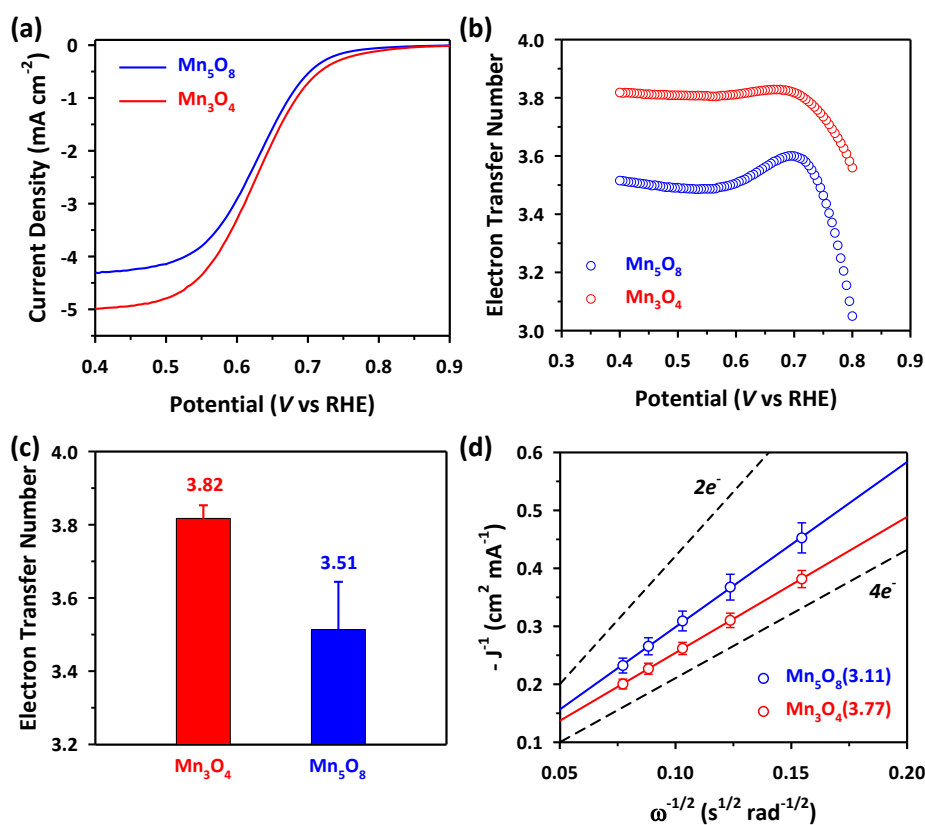 (a)
Mn5O8
Mn3O4
0
-1
-2
-3
-4
-5
Current Density (mA cm-2)
0.4 0.5 0.6 0.7 0.8 0.9
Potential (V vs RHE)
(b)
4.0
3.8
3.6
3.4
3.2
3.0
Electron Transfer Number
Mn5O8
Mn3O4
0.3 0.4 0.5 0.6 0.7 0.8 0.9
Potential (V vs RHE)
(c)
4.0
3.8
3.6
3.4
3.2
Electron Transfer Number
3.82
3.51
Mn3O4 Mn5O8
(d)
0.6
0.5
0.4
0.3
0.2
0.1
- J-1 (cm2 mA-1)
2e-
4e-
Mn5O8(3.11)
Mn3O4(3.77)
0.05 0.10 0.15 0.20
ω-1/2 (s1/2 rad-1/2)